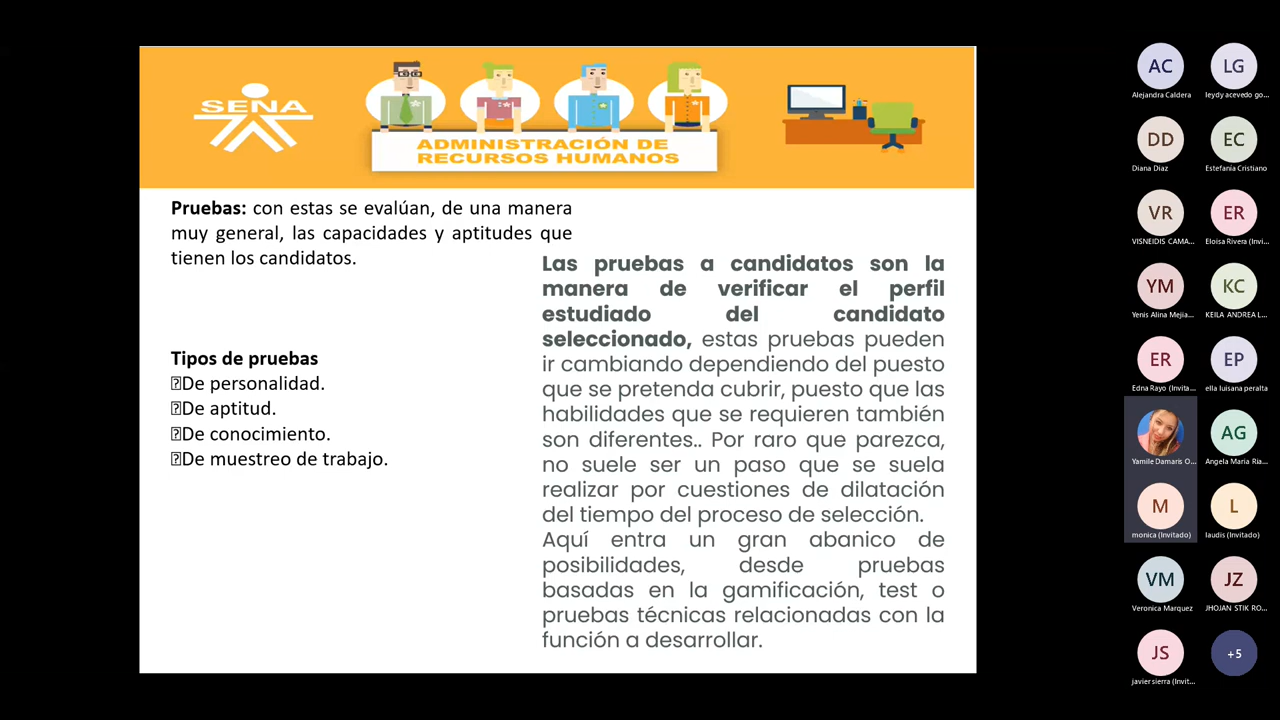 SENA
ADMINISTRACIÓN DE
RECURSOS HUMANOS
Pruebas: con estas se evalúan, de una manera
muy general, las capacidades y aptitudes que
tienen los candidatos.
Tipos de pruebas
De personalidad.
De aptitud.
De conocimiento.
De muestreo de trabajo.
Las pruebas a candidatos son la
manera de verificar el perfil
estudiado del candidato
seleccionado, estas pruebas pueden
ir cambiando dependiendo del puesto
que se pretenda cubrir, puesto que las
habilidades que se requieren también
son diferentes.. Por raro que parezca,
no suele ser un paso que se suela
realizar por cuestiones de dilatación
del tiempo del proceso de selección.
Aquí entra un gran abanico de
posibilidades, desde pruebas
basadas en la gamificación, test o
pruebas técnicas relacionadas con la
función a desarrollar.
AC
LG
Alejandra Caldera
leydy acevedo go...
DD
EC
Diana Diaz
Estefanía Cristiano
VR
ER
VISNEIDIS CAMA...
Eloisa Rivera (Invi...
YM
KC
Yenis Alina Mejia...
KEILA ANDREA L...
ER
EP
Edna Rayo (Invita...
ella luisana peralta
AG
Yamile Damaris O...
Angela Maria Ria...
M
L
monica (Invitado)
laudis (Invitado)
VM
JZ
Veronica Marquez
JHOJAN STIK RO...
JS
+5
javier sierra (Invit...